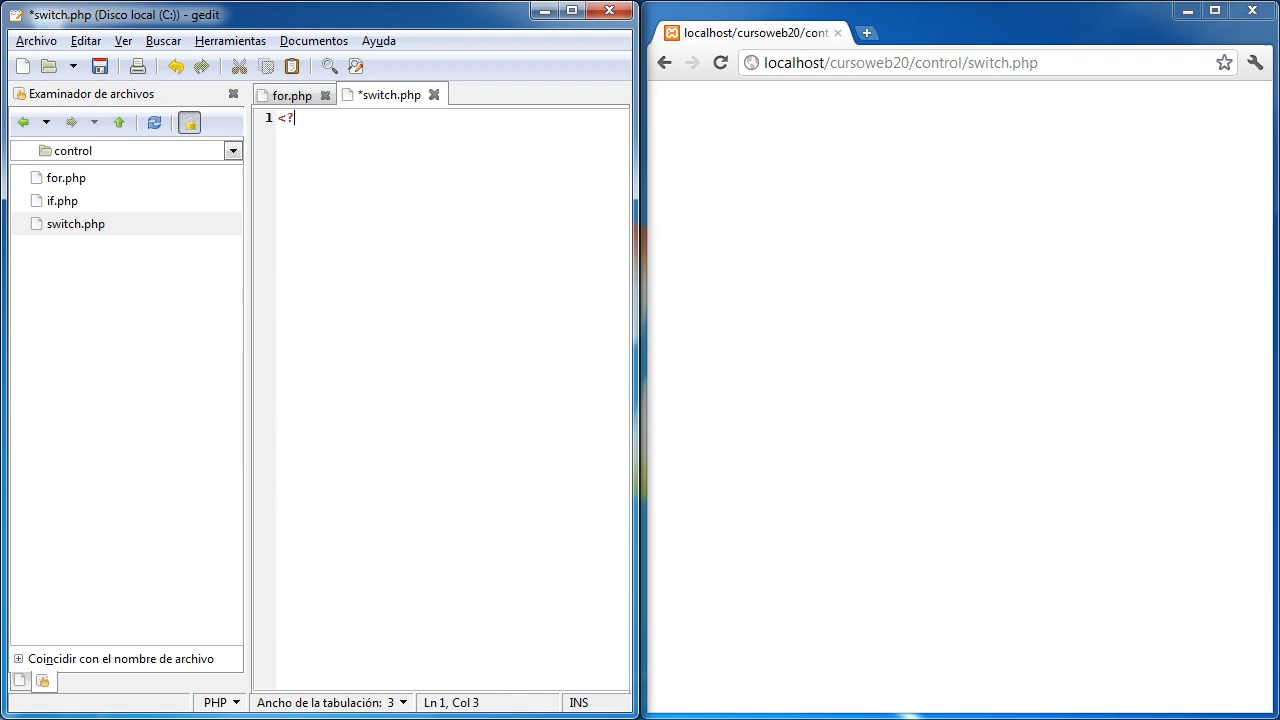 *switch.php (Disco local (C:)) - gedit
Archivo Editar Ver Buscar Herramientas Documentos Ayuda
Examinador de archivos
control
for.php
if.php
switch.php
Coincidir con el nombre de archivo
for.php *switch.php
1 <?
PHP Ancho de la tabulación: 3 Ln 1, Col 3 INS
localhost/cursoweb20/cont
localhost/cursoweb20/control/switch.php